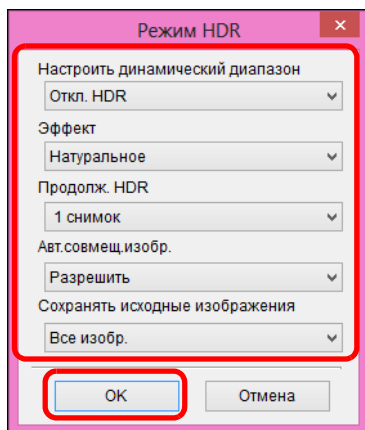 Режим HDR
Настроить динамический диапазон
Откл. HDR
Эффект
Натуральное
Продолж. HDR
1 снимок
Авт.совмещ.изобр.
Разрешить
Сохранять исходные изображения
Все изобр.
OK
Отмена